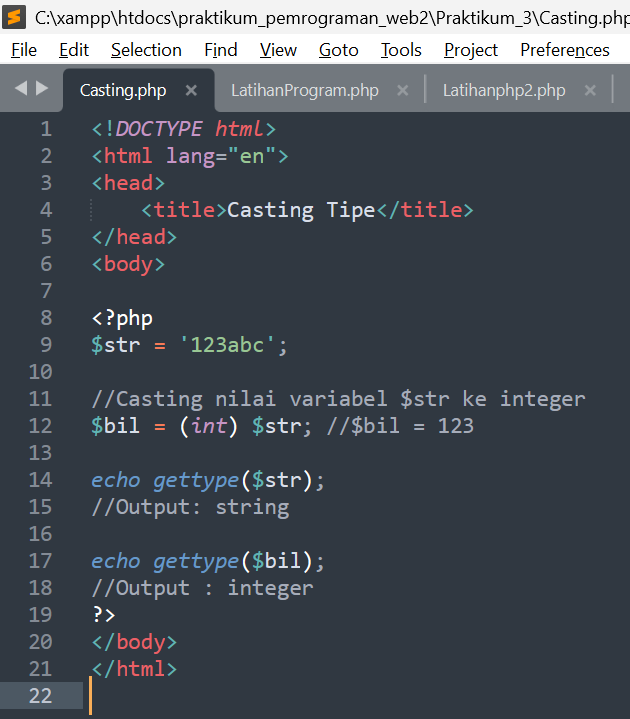 C:\xampp\htdocs\praktikum_pemrograman_web2\Praktikum_3\Casting.php
File Edit Selection Find View Goto Tools Project Preferences
Casting.php × LatihanProgram.php × Latihanphp2.php ×
1 <!DOCTYPE html>
2 <html lang="en">
3 <head>
4     <title>Casting Tipe</title>
5 </head>
6 <body>
7
8 <?php
9 $str = '123abc';
10
11 //Casting nilai variabel $str ke integer
12 $bil = (int) $str; //$bil = 123
13
14 echo gettype($str);
15 //Output: string
16
17 echo gettype($bil);
18 //Output : integer
19 ?>
20 </body>
21 </html>
22